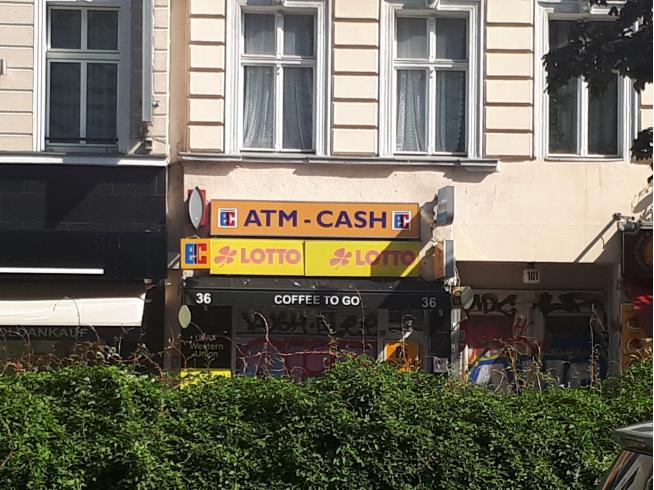 EC ATM - CASH EC
EC LOTTO LOTTO
36 COFFEE TO GO 36
101
Western
Union